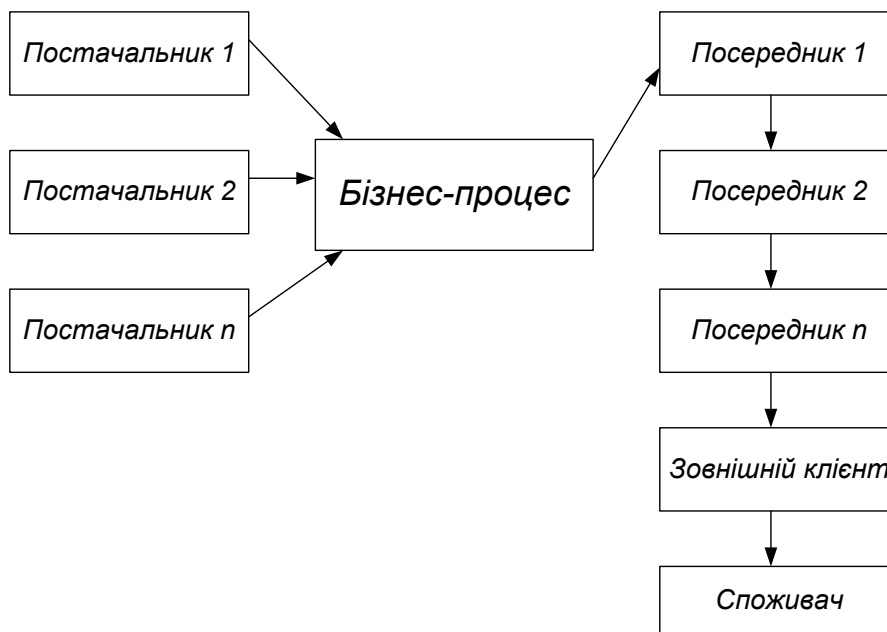 Постачальник 1
Постачальник 2
Постачальник n
Бізнес-процес
Посередник 1
Посередник 2
Посередник n
Зовнішній клієнт
Споживач